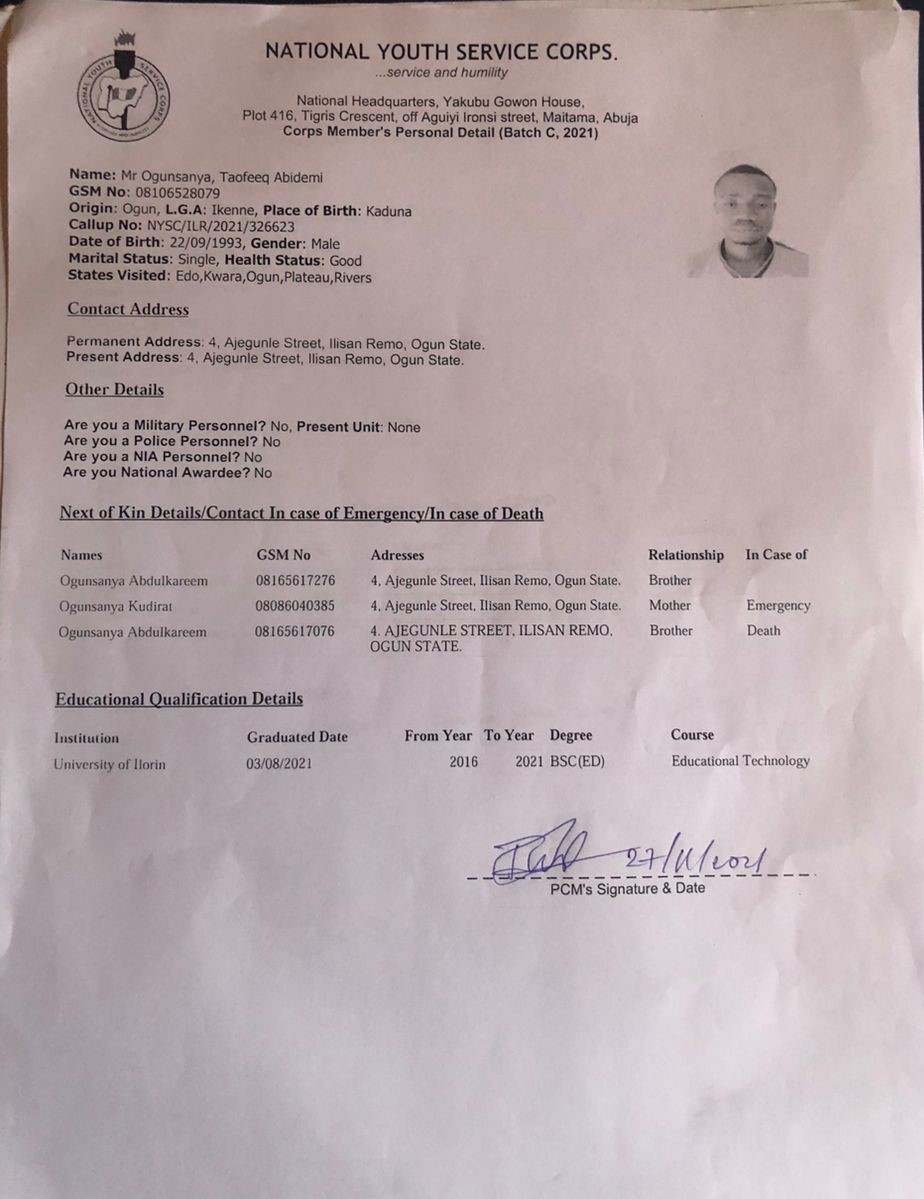 NATIONAL YOUTH SERVICE CORPS.
...service and humility
National Headquarters, Yakubu Gowon House,
Plot 416, Tigris Crescent, off Aguiyi Ironsi street, Maitama, Abuja
Corps Member's Personal Detail (Batch C, 2021)
NATIONAL YOUTH SERVICE CORPS
Name: Mr Ogunsanya, Taofeeq Abidemi
GSM No: 08106528079
Origin: Ogun, L.G.A: Ikenne, Place of Birth: Kaduna
Callup No: NYSC/ILR/2021/326623
Date of Birth: 22/09/1993, Gender: Male
Marital Status: Single, Health Status: Good
States Visited: Edo,Kwara,Ogun,Plateau,Rivers
Contact Address
Permanent Address: 4, Ajegunle Street, Ilisan Remo, Ogun State.
Present Address: 4, Ajegunle Street, Ilisan Remo, Ogun State.
Other Details
Are you a Military Personnel? No, Present Unit: None
Are you a Police Personnel? No
Are you a NIA Personnel? No
Are you National Awardee? No
Next of Kin Details/Contact In case of Emergency/In case of Death
Names GSM No Adresses Relationship In Case of
Ogunsanya Abdulkareem 08165617276 4, Ajegunle Street, Ilisan Remo, Ogun State. Brother
Ogunsanya Kudirat 08086040385 4, Ajegunle Street, Ilisan Remo, Ogun State. Mother Emergency
Ogunsanya Abdulkareem 08165617076 4. AJEGUNLE STREET, ILISAN REMO, Brother Death
OGUN STATE.
Educational Qualification Details
Institution Graduated Date From Year To Year Degree Course
University of Ilorin 03/08/2021 2016 2021 BSC(ED) Educational Technology
27/11/2021
PCM's Signature & Date